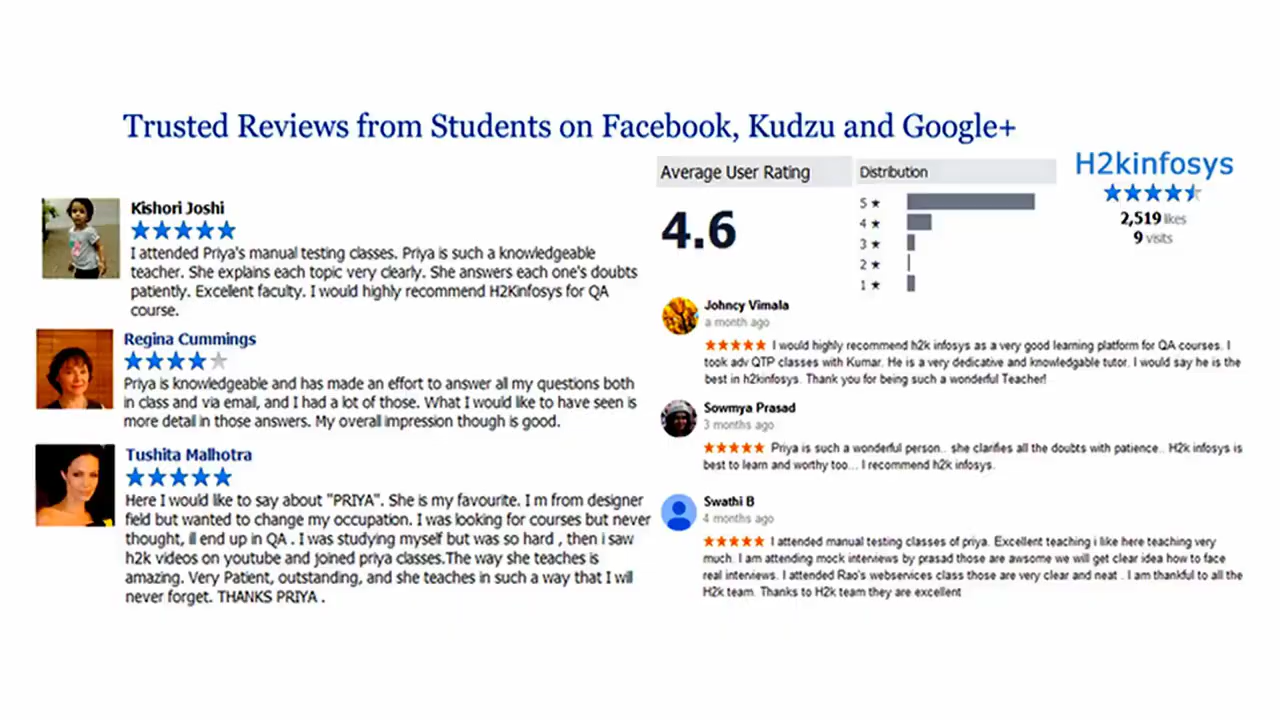 Trusted Reviews from Students on Facebook, Kudzu and Google+
Kishori Joshi
I attended Priya's manual testing classes. Priya is such a knowledgeable
teacher. She explains each topic very clearly. She answers each one's doubts
patiently. Excellent faculty. I would highly recommend H2Kinfosys for QA
course.
Regina Cummings
Priya is knowledgeable and has made an effort to answer all my questions both
in class and via email, and I had a lot of those. What I would like to have seen is
more detail in those answers. My overall impression though is good.
Tushita Malhotra
Here I would like to say about "PRIYA". She is my favourite. I m from designer
field but wanted to change my occupation. I was looking for courses but never
thought, ill end up in QA . I was studying myself but was so hard , then i saw
h2k videos on youtube and joined priya classes.The way she teaches is
amazing. Very Patient, outstanding, and she teaches in such a way that I will
never forget. THANKS PRIYA .
Average User Rating
4.6
Distribution
5 ★
4 ★
3 ★
2 ★
1 ★
H2kinfosys
2,519 likes
9 visits
Johncy Vimala
a month ago
I would highly recommend h2k infosys as a very good learning platform for QA courses. I
took adv QTP classes with Kumar. He is a very dedicative and knowledgable tutor. I would say he is the
best in h2kinfosys. Thank you for being such a wonderful Teacher!
Sowmya Prasad
3 months ago
Priya is such a wonderful person.. she clarifies all the doubts with patience.. H2k infosys is
best to learn and worthy too... I recommend h2k infosys.
Swathi B
4 months ago
I attended manual testing classes of priya. Excellent teaching i like here teaching very
much. I am attending mock interviews by prasad those are awsome we will get clear idea how to face
real interviews. I attended Rao's webservices class those are very clear and neat . I am thankful to all the
H2k team. Thanks to H2k team they are excellent